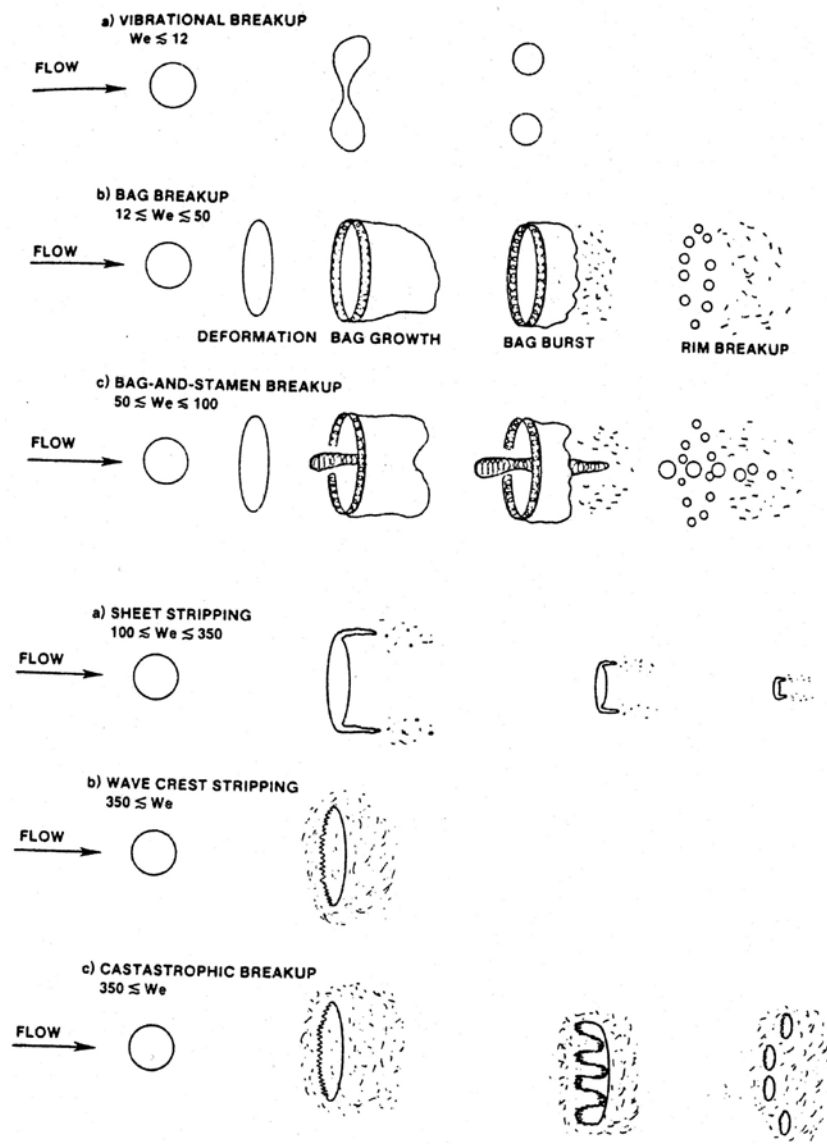 a) VIBRATIONAL BREAKUP
We ≲ 12
FLOW
b) BAG BREAKUP
12 ≲ We ≲ 50
FLOW
DEFORMATION BAG GROWTH BAG BURST RIM BREAKUP
c) BAG-AND-STAMEN BREAKUP
50 ≲ We ≲ 100
FLOW
a) SHEET STRIPPING
100 ≲ We ≲ 350
FLOW
b) WAVE CREST STRIPPING
350 ≲ We
FLOW
c) CASTASTROPHIC BREAKUP
350 ≲ We
FLOW